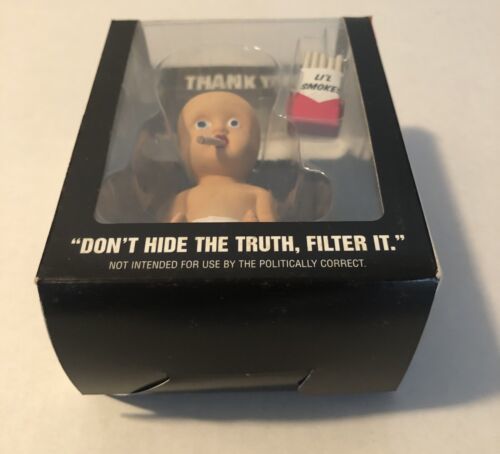 THANK
LI'L
SMOKES
"DON'T HIDE THE TRUTH, FILTER IT."
NOT INTENDED FOR USE BY THE POLITICALLY CORRECT.